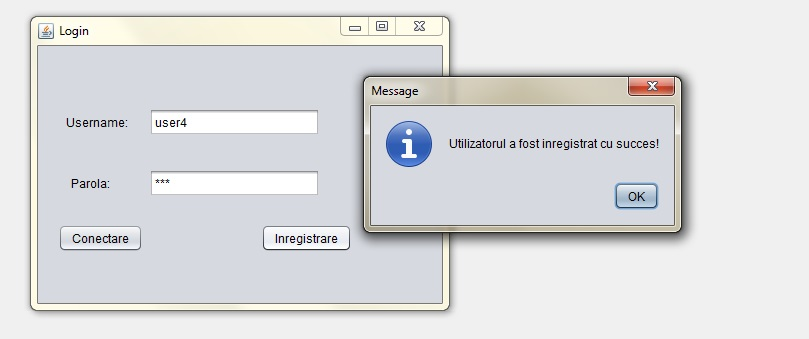 Login
Username: user4
Parola: ***
Conectare Inregistrare
Message
Utilizatorul a fost inregistrat cu succes!
OK